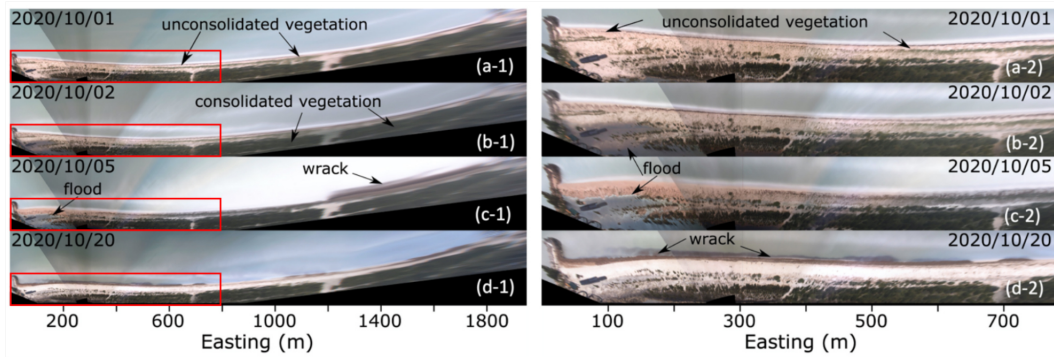 2020/10/01
unconsolidated vegetation
(a-1)
2020/10/02
consolidated vegetation
(b-1)
2020/10/05
flood
wrack
(c-1)
2020/10/20
(d-1)
200 600 1000 1400 1800
Easting (m)
unconsolidated vegetation
2020/10/01
(a-2)
2020/10/02
(b-2)
flood
2020/10/05
(c-2)
wrack
2020/10/20
(d-2)
100 300 500 700
Easting (m)